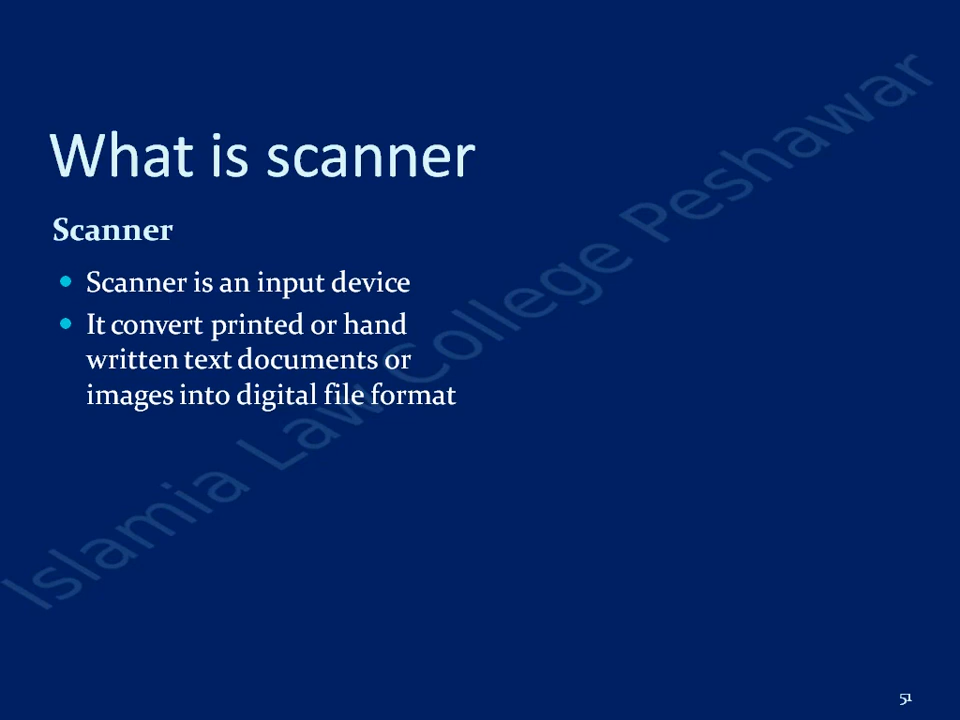 What is scanner
Scanner
Scanner is an input device
It convert printed or hand
written text documents or
images into digital file format
Islamia Law College Peshawar
51